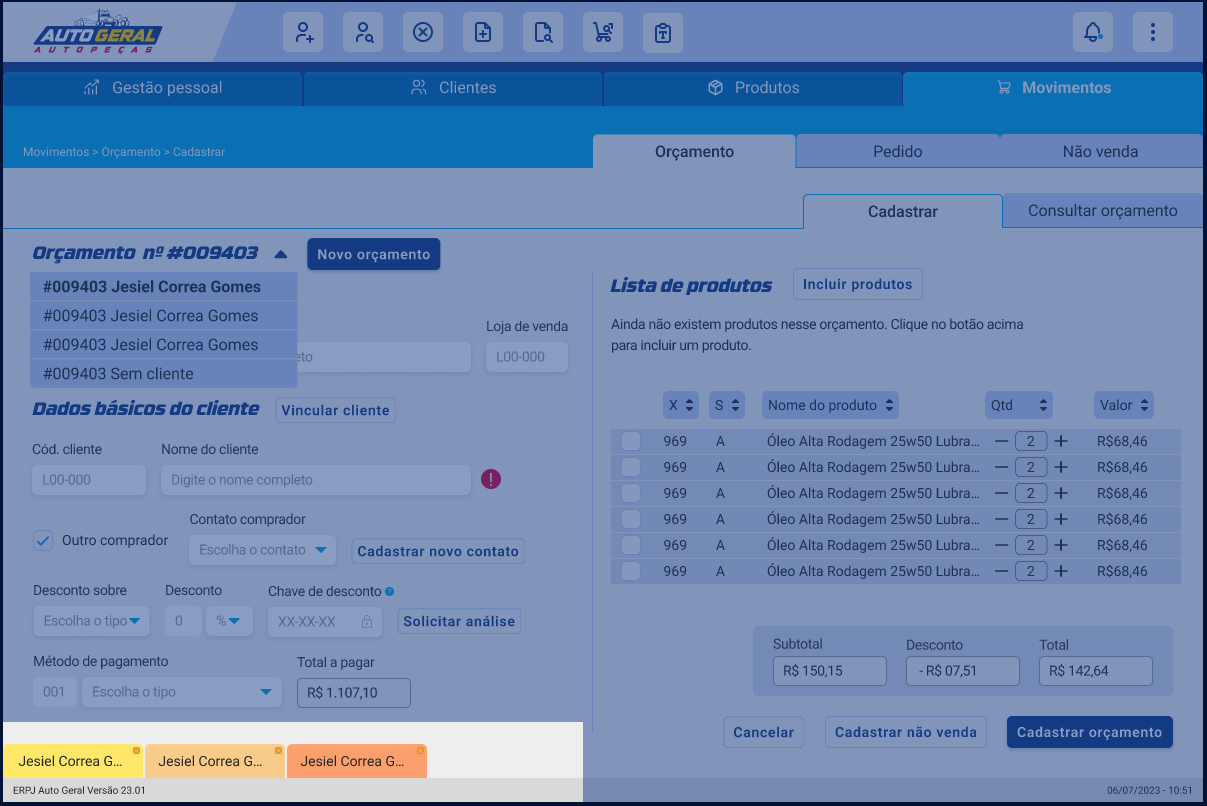 AUTO GERAL
AUTOPEÇAS
Gestão pessoal
Clientes
Produtos
Movimentos
Movimentos > Orçamento > Cadastrar
Orçamento
Pedido
Não venda
Cadastrar
Consultar orçamento
Orçamento nº #009403
Novo orçamento
#009403 Jesiel Correa Gomes
#009403 Jesiel Correa Gomes
#009403 Jesiel Correa Gomes
#009403 Sem cliente
eto
Loja de venda
L00-000
Dados básicos do cliente
Vincular cliente
Cód. cliente
Nome do cliente
L00-000
Digite o nome completo
!
Outro comprador
Contato comprador
Escolha o contato
Cadastrar novo contato
Desconto sobre
Desconto
Chave de desconto ?
Escolha o tipo
0
%
XX-XX-XX
Solicitar análise
Método de pagamento
Total a pagar
001
Escolha o tipo
R$ 1.107,10
Lista de produtos
Incluir produtos
Ainda não existem produtos nesse orçamento. Clique no botão acima
para incluir um produto.
X S Nome do produto Qtd Valor
969 A Óleo Alta Rodagem 25w50 Lubra... — 2 + R$68,46
969 A Óleo Alta Rodagem 25w50 Lubra... — 2 + R$68,46
969 A Óleo Alta Rodagem 25w50 Lubra... — 2 + R$68,46
969 A Óleo Alta Rodagem 25w50 Lubra... — 2 + R$68,46
969 A Óleo Alta Rodagem 25w50 Lubra... — 2 + R$68,46
969 A Óleo Alta Rodagem 25w50 Lubra... — 2 + R$68,46
Subtotal
Desconto
Total
R$ 150,15
- R$ 07,51
R$ 142,64
Cancelar
Cadastrar não venda
Cadastrar orçamento
Jesiel Correa G...
Jesiel Correa G...
Jesiel Correa G...
ERPJ Auto Geral Versão 23.01
06/07/2023 - 10:51